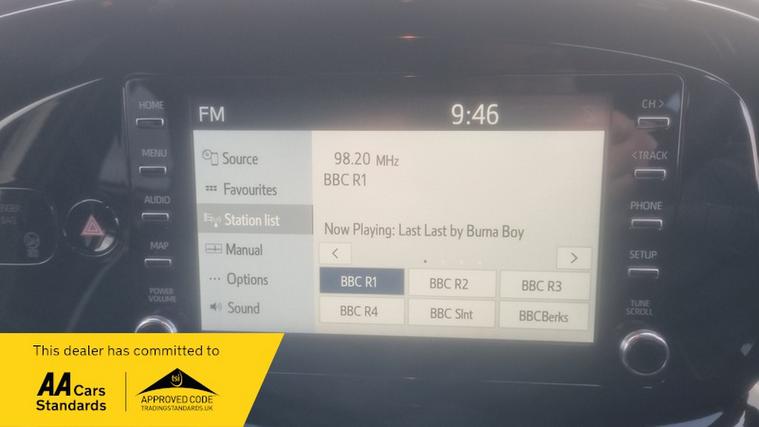 FM
9:46
HOME
MENU
AUDIO
MAP
POWER
VOLUME
Source
Favourites
Station list
Manual
Options
Sound
98.20 MHz
BBC R1
Now Playing: Last Last by Burna Boy
<
>
BBC R1
BBC R2
BBC R3
BBC R4
BBC Slnt
BBCBerks
CH >
< TRACK
PHONE
SETUP
TUNE
SCROLL
This dealer has committed to
AA Cars
Standards
tsi
APPROVED CODE
TRADINGSTANDARDS.UK